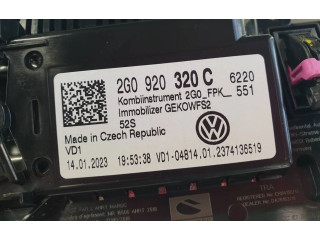 2G0 920 320 C 6220
Kombiinstrument 2G0_FPK_ 551
Immobilizer GEKOWFS2
52S
Made in Czech Republic
VD1
14.01.2023 19:53:38 VD1-04814.01.2374136519